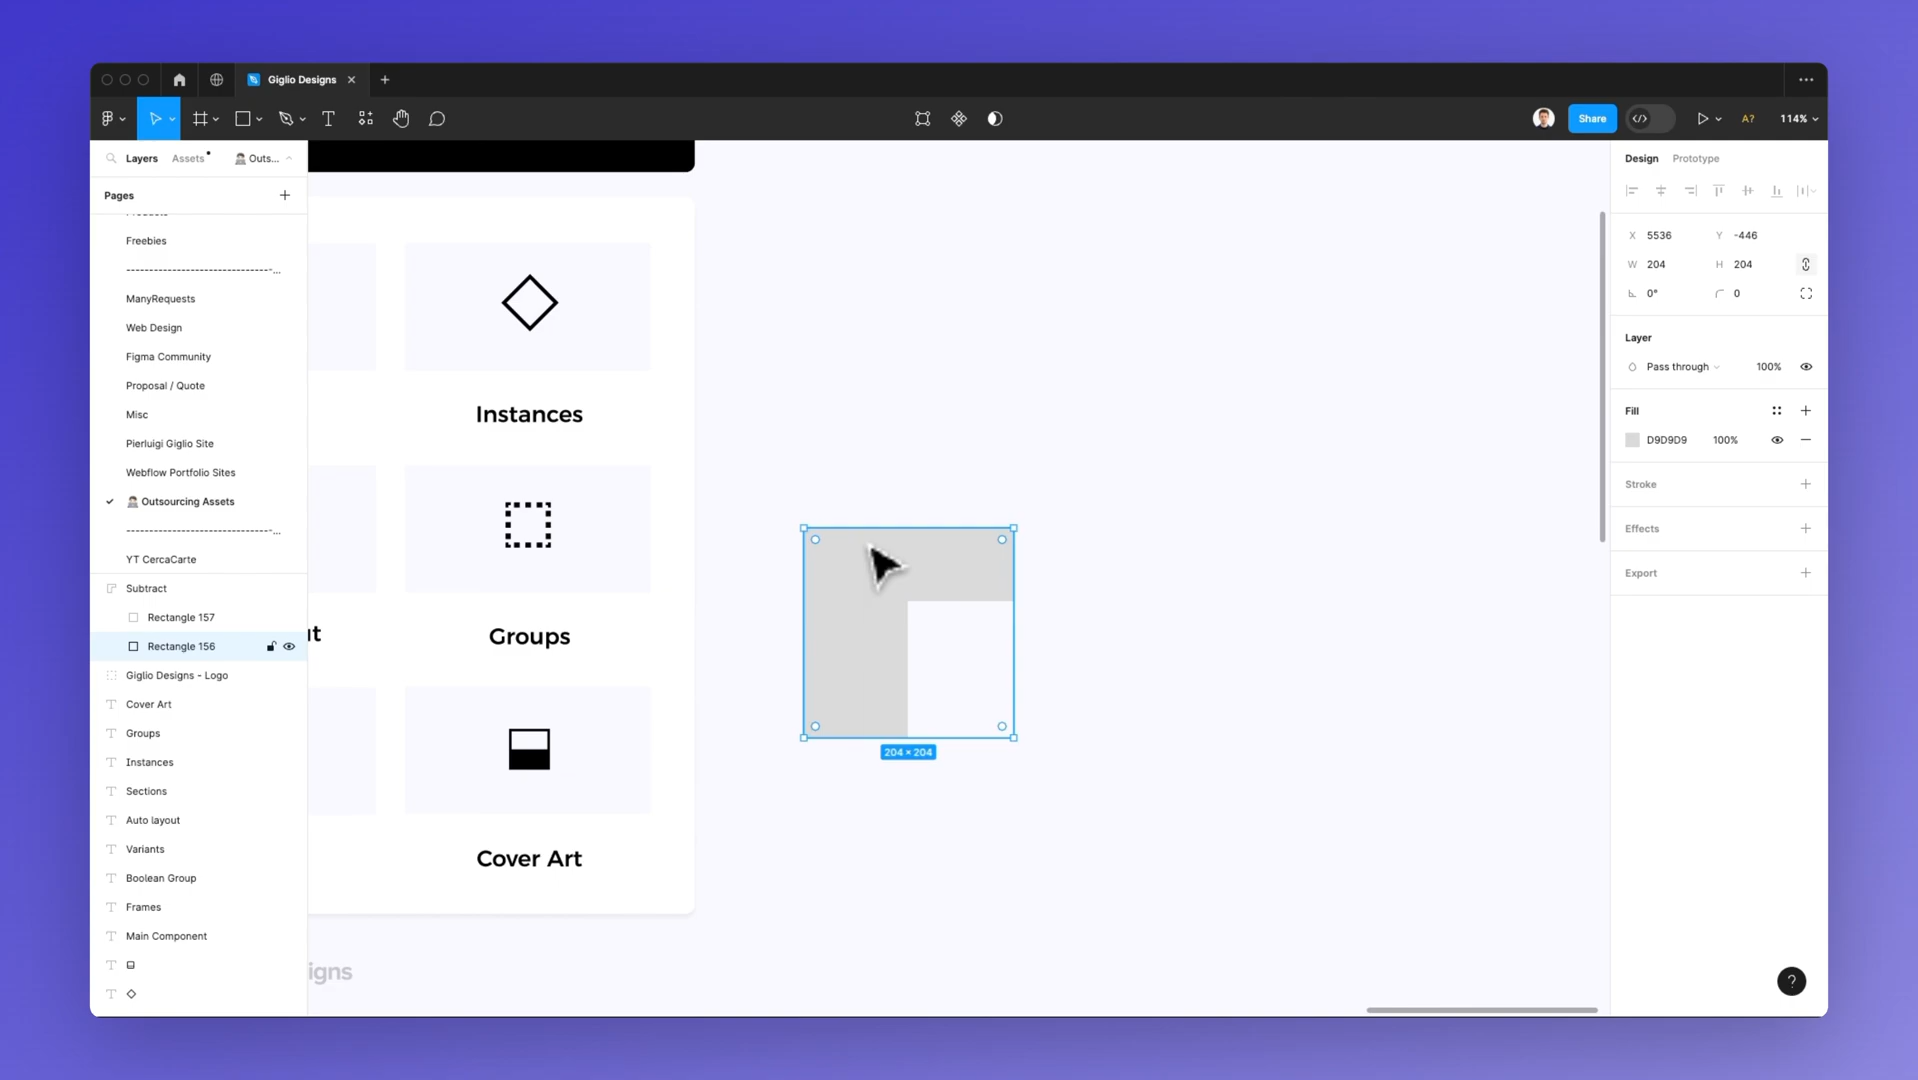 Giglio Designs
Share
A?
114%
Layers
Assets
Outs...
Pages
Products
Freebies
--------------------------------...
ManyRequests
Web Design
Figma Community
Proposal / Quote
Misc
Pierluigi Giglio Site
Webflow Portfolio Sites
Outsourcing Assets
--------------------------------...
YT CercaCarte
Subtract
Rectangle 157
Rectangle 156
Giglio Designs - Logo
Cover Art
Groups
Instances
Sections
Auto layout
Variants
Boolean Group
Frames
Main Component
Instances
ut
Groups
Cover Art
igns
204 × 204
Design
Prototype
X 5536
Y -446
W 204
H 204
0°
0
Layer
Pass through
100%
Fill
D9D9D9
100%
Stroke
Effects
Export
?